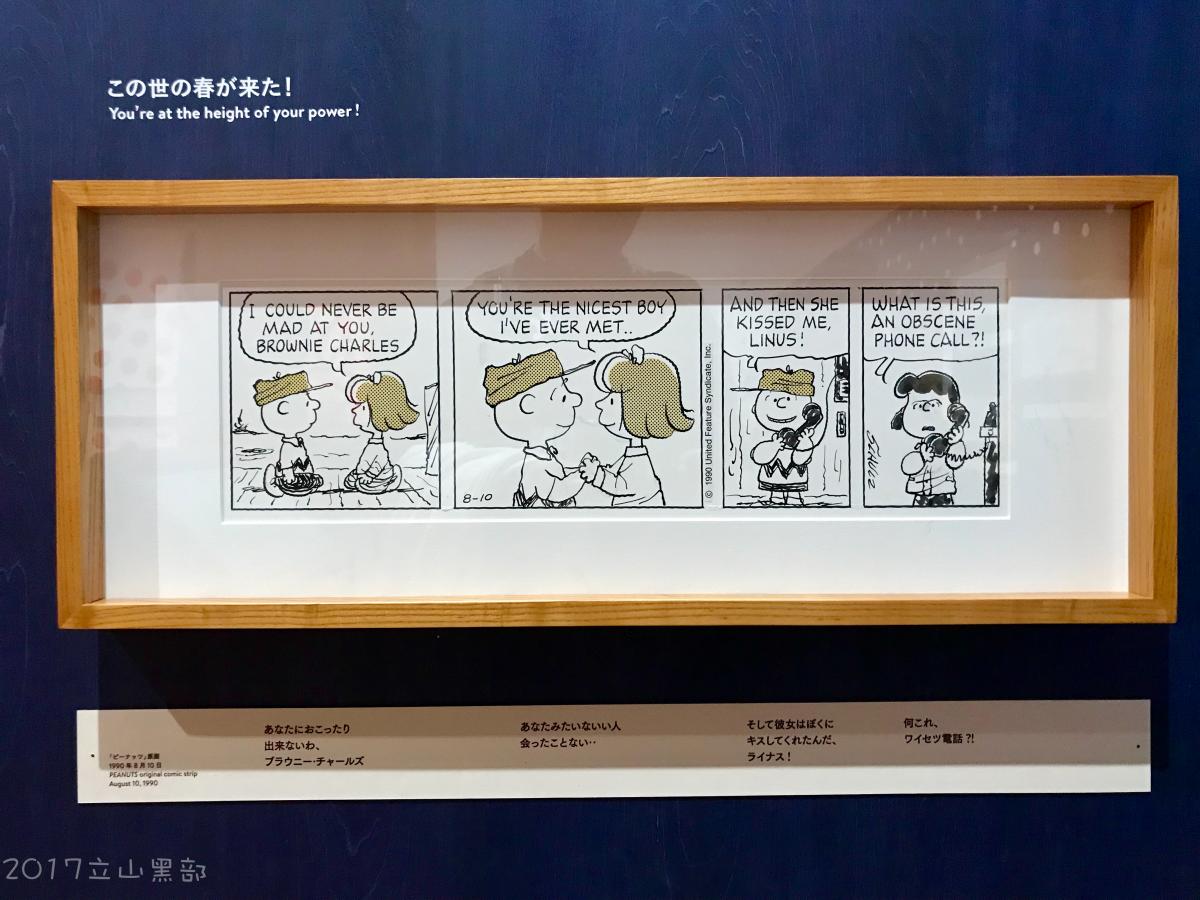 この世の春が来た！
You're at the height of your power !
I COULD NEVER BE
MAD AT YOU,
BROWNIE CHARLES
YOU'RE THE NICEST BOY
I'VE EVER MET..
8-10
© 1990 United Feature Syndicate, Inc.
AND THEN SHE
KISSED ME,
LINUS!
WHAT IS THIS,
AN OBSCENE
PHONE CALL?!
SCHULZ
「ピーナッツ」原画
1990年8月10日
PEANUTS original comic strip
August 10, 1990
あなたにおこったり
出来ないわ、
ブラウニー・チャールズ
あなたみたいないい人
会ったことない‥
そして彼女はぼくに
キスしてくれたんだ、
ライナス！
何これ、
ワイセツ電話?!
2017立山黑部